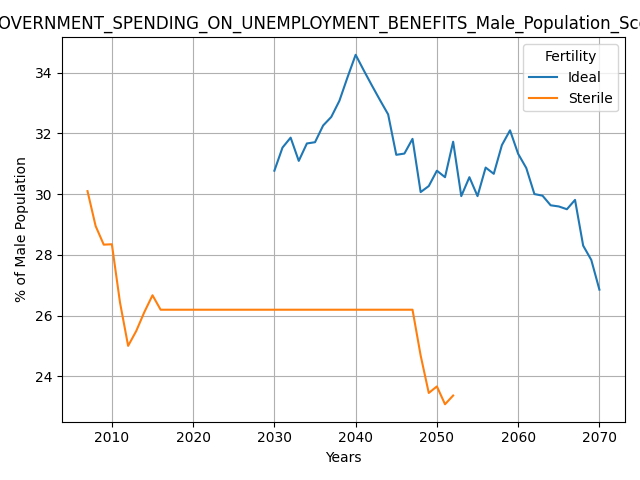 OVERNMENT_SPENDING_ON_UNEMPLOYMENT_BENEFITS_Male_Population_Sc
Fertility
Ideal
Sterile
% of Male Population
34
32
30
28
26
24
2010 2020 2030 2040 2050 2060 2070
Years